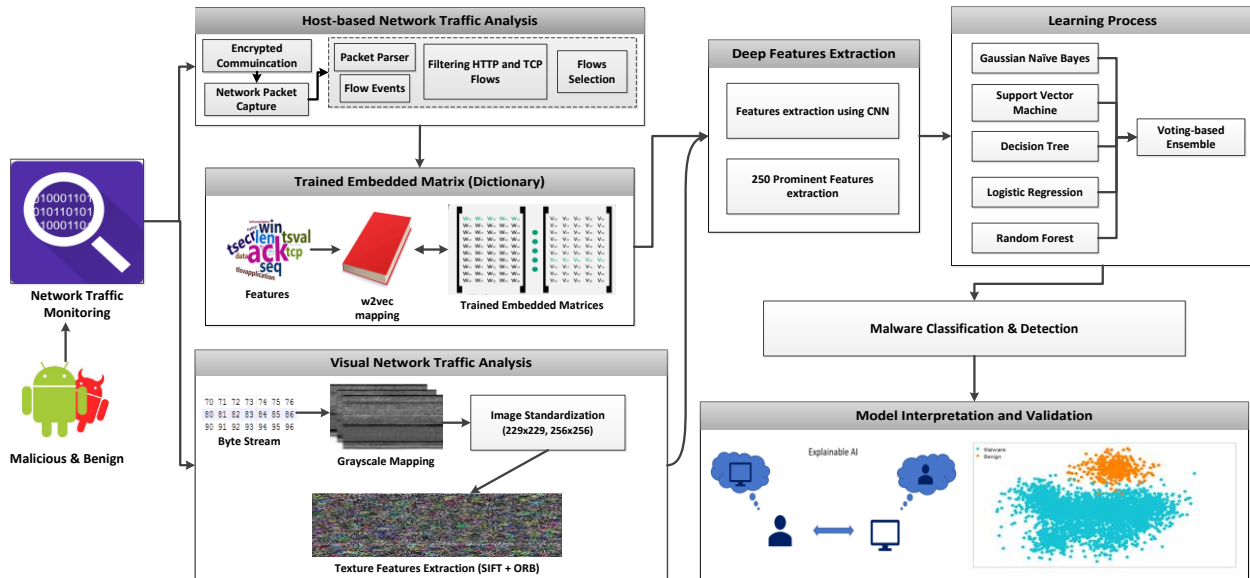 Host-based Network Traffic Analysis
Encrypted
Commuincation
Network Packet
Capture
Packet Parser
Flow Events
Filtering HTTP and TCP
Flows
Flows
Selection
Deep Features Extraction
Features extraction using CNN
250 Prominent Features
extraction
Learning Process
Gaussian Naïve Bayes
Support Vector
Machine
Decision Tree
Logistic Regression
Random Forest
Voting-based
Ensemble
010001101
010110101
10001101
Network Traffic
Monitoring
Malicious & Benign
Trained Embedded Matrix (Dictionary)
win
tsecr
len
tsval
data
ack
tcp
seq
tlsvapplication
Features
w2vec
mapping
Trained Embedded Matrices
Visual Network Traffic Analysis
70 71 72 73 74 75 76
80 81 82 83 84 85 86
90 91 92 93 94 95 96
Byte Stream
Grayscale Mapping
Image Standardization
(229x229, 256x256)
Texture Features Extraction (SIFT + ORB)
Malware Classification & Detection
Model Interpretation and Validation
Explainable AI
Malware
Benign